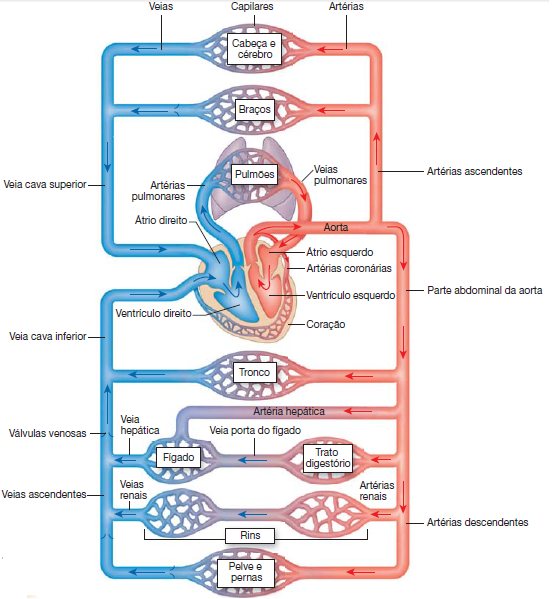 Veias
Capilares
Artérias
Cabeça e
cérebro
Braços
Pulmões
Veias
pulmonares
Artérias
pulmonares
Artérias ascendentes
Veia cava superior
Átrio direito
Aorta
Átrio esquerdo
Artérias coronárias
Ventrículo esquerdo
Parte abdominal da aorta
Ventrículo direito
Coração
Veia cava inferior
Tronco
Artéria hepática
Veia
hepática
Veia porta do fígado
Válvulas venosas
Fígado
Trato
digestório
Veias
renais
Artérias
renais
Veias ascendentes
Artérias descendentes
Rins
Pelve e
pernas